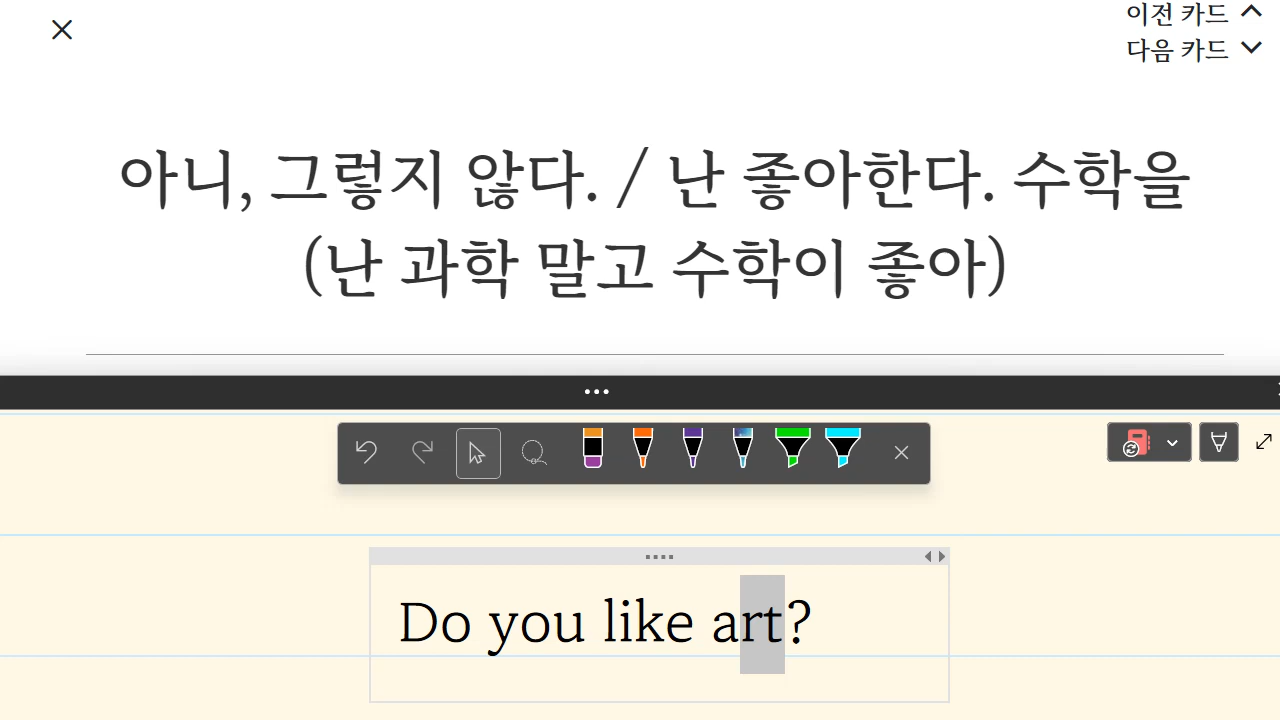 이전 카드
다음 카드
아니, 그렇지 않다. / 난 좋아한다. 수학을
(난 과학 말고 수학이 좋아)
Do you like art?